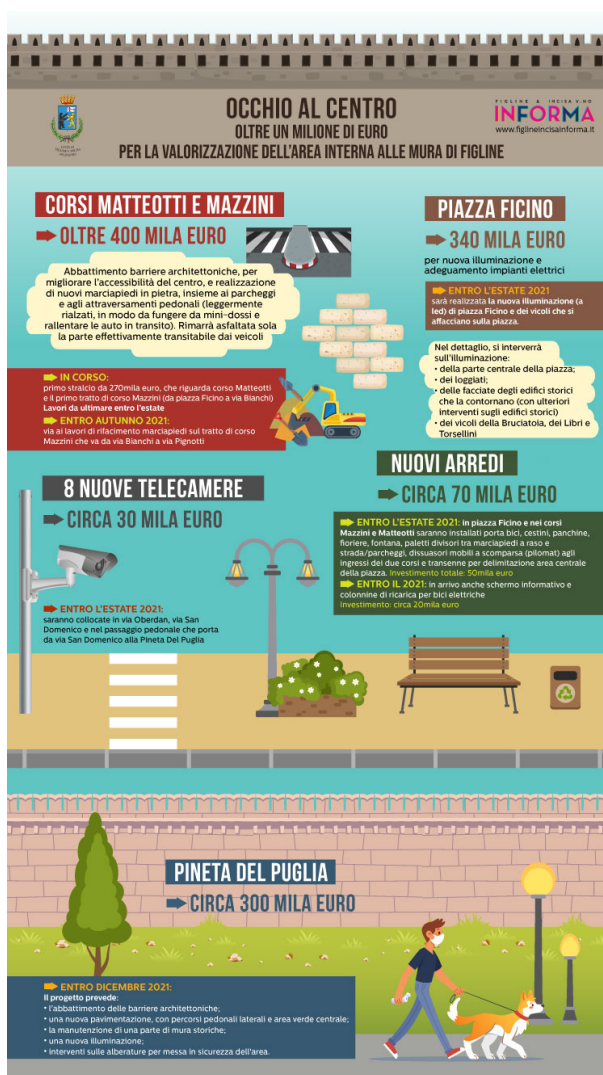 OCCHIO AL CENTRO
OLTRE UN MILIONE DI EURO
PER LA VALORIZZAZIONE DELL'AREA INTERNA ALLE MURA DI FIGLINE
FIGLINE & INCISA V.NO
INFORMA
www.figlineincisainforma.it
CORSI MATTEOTTI E MAZZINI
OLTRE 400 MILA EURO
Abbattimento barriere architettoniche, per
migliorare l'accessibilità del centro, e realizzazione
di nuovi marciapiedi in pietra, insieme ai parcheggi
e agli attraversamenti pedonali (leggermente
rialzati, in modo da fungere da mini-dossi e
rallentare le auto in transito). Rimarrà asfaltata sola
la parte effettivamente transitabile dai veicoli
IN CORSO:
primo stralcio da 270mila euro, che riguarda corso Matteotti
e il primo tratto di corso Mazzini (da piazza Ficino a via Bianchi)
Lavori da ultimare entro l'estate
ENTRO AUTUNNO 2021:
via ai lavori di rifacimento marciapiedi sul tratto di corso
Mazzini che va da via Bianchi a via Pignotti
PIAZZA FICINO
340 MILA EURO
per nuova illuminazione e
adeguamento impianti elettrici
ENTRO L'ESTATE 2021
sarà realizzata la nuova illuminazione (a
led) di piazza Ficino e dei vicoli che si
affacciano sulla piazza.
Nel dettaglio, si interverrà
sull'illuminazione:
• della parte centrale della piazza;
• dei loggiati;
• delle facciate degli edifici storici
che la contornano (con ulteriori
interventi sugli edifici storici)
• dei vicoli della Bruciatoia, dei Libri e
Torsellini
8 NUOVE TELECAMERE
CIRCA 30 MILA EURO
ENTRO L'ESTATE 2021:
saranno collocate in via Oberdan, via San
Domenico e nel passaggio pedonale che porta
da via San Domenico alla Pineta Del Puglia
NUOVI ARREDI
CIRCA 70 MILA EURO
ENTRO L'ESTATE 2021: in piazza Ficino e nei corsi
Mazzini e Matteotti saranno installati porta bici, cestini, panchine,
fioriere, fontana, paletti divisori tra marciapiedi a raso e
strada/parcheggi, dissuasori mobili a scomparsa (pilomat) agli
ingressi dei due corsi e transenne per delimitazione area centrale
della piazza. Investimento totale: 50mila euro
ENTRO IL 2021: in arrivo anche schermo informativo e
colonnine di ricarica per bici elettriche
Investimento: circa 20mila euro
PINETA DEL PUGLIA
CIRCA 300 MILA EURO
ENTRO DICEMBRE 2021:
Il progetto prevede:
• l'abbattimento delle barriere architettoniche;
• una nuova pavimentazione, con percorsi pedonali laterali e area verde centrale;
• la manutenzione di una parte di mura storiche;
• una nuova illuminazione;
• Interventi sulle alberature per messa in sicurezza dell'area.